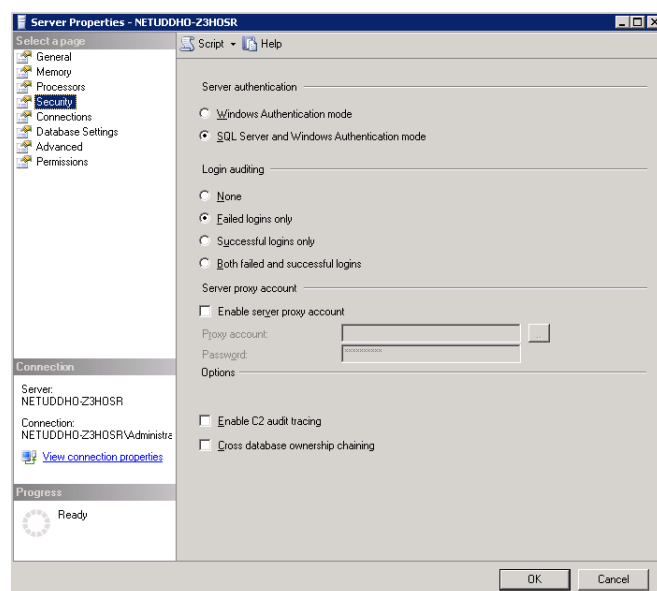 Server Properties - NETUDDHO-Z3HOSR
Select a page
General
Memory
Processors
Security
Connections
Database Settings
Advanced
Permissions
Script
Help
Server authentication
Windows Authentication mode
SQL Server and Windows Authentication mode
Login auditing
None
Failed logins only
Successful logins only
Both failed and successful logins
Server proxy account
Enable server proxy account
Proxy account:
...
Password:
**********
Options
Enable C2 audit tracing
Cross database ownership chaining
Connection
Server:
NETUDDHO-Z3HOSR
Connection:
NETUDDHO-Z3HOSR\Administra
View connection properties
Progress
Ready
OK
Cancel